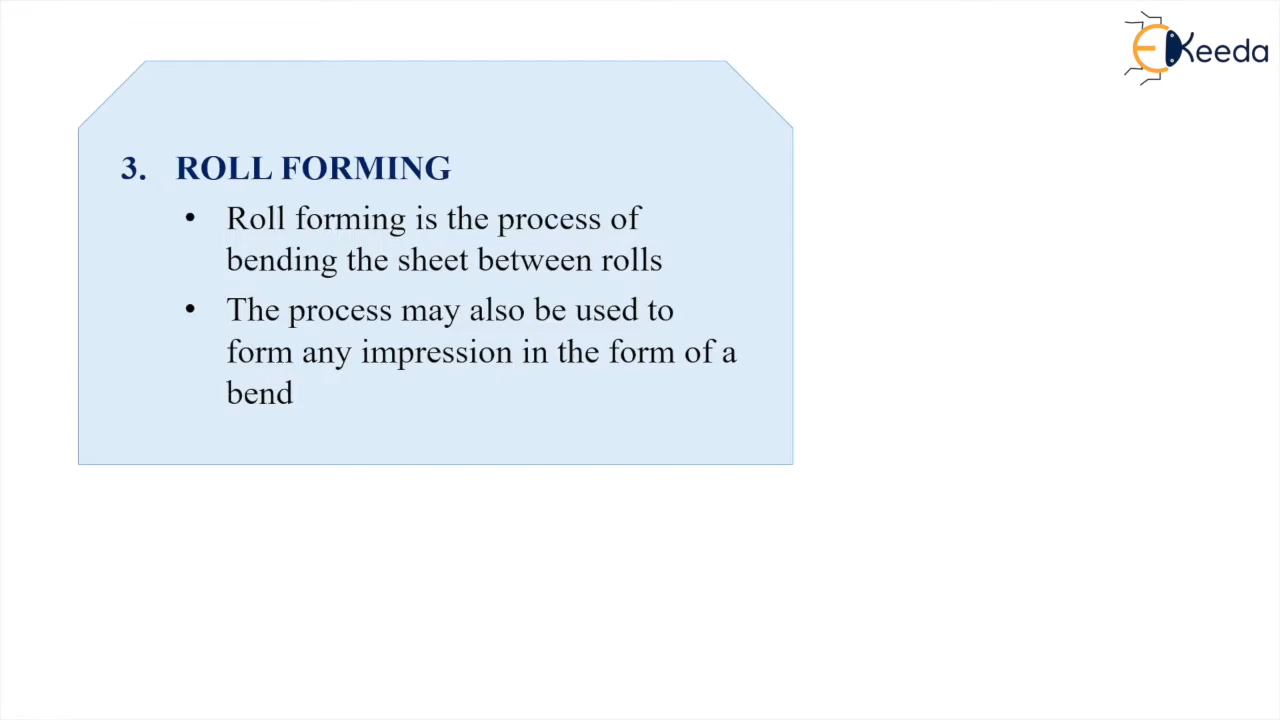 EKeeda
3. ROLL FORMING
• Roll forming is the process of
bending the sheet between rolls
• The process may also be used to
form any impression in the form of a
bend